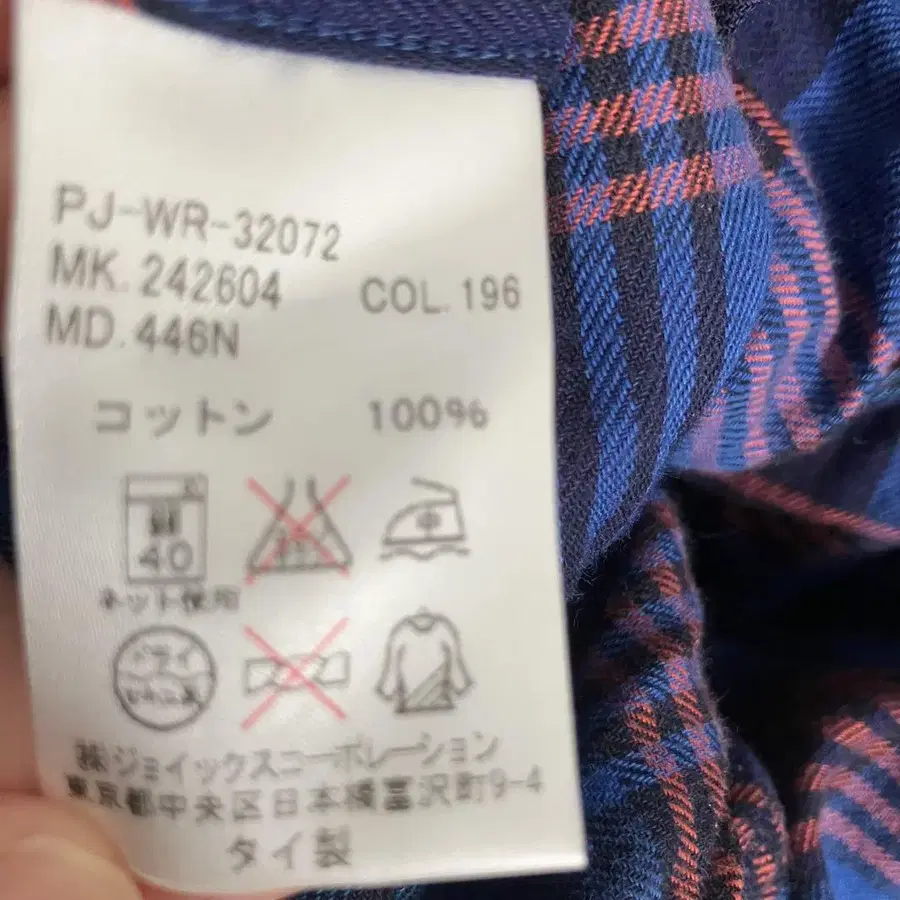 PJ-WR-32072
MK. 242604 COL. 196
MD. 446N
コットン 100%
40
ネット使用
ドライ
㈱ジョイックスコーポレーション
東京都中央区日本橋富沢町9-4
タイ製